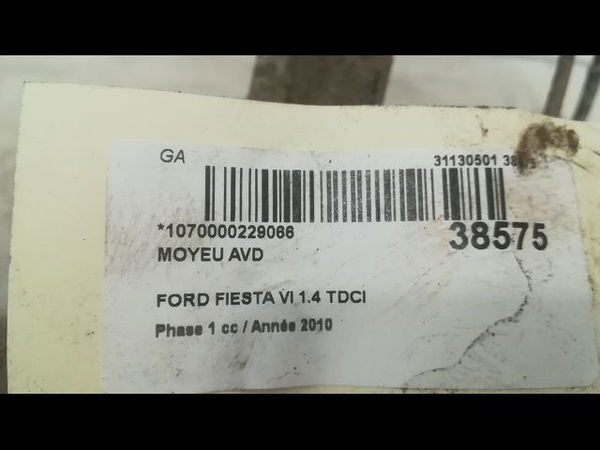 GA
31130501
*1070000229066
38575
MOYEU AVD
FORD FIESTA VI 1.4 TDCI
Phase 1 cc / Année 2010